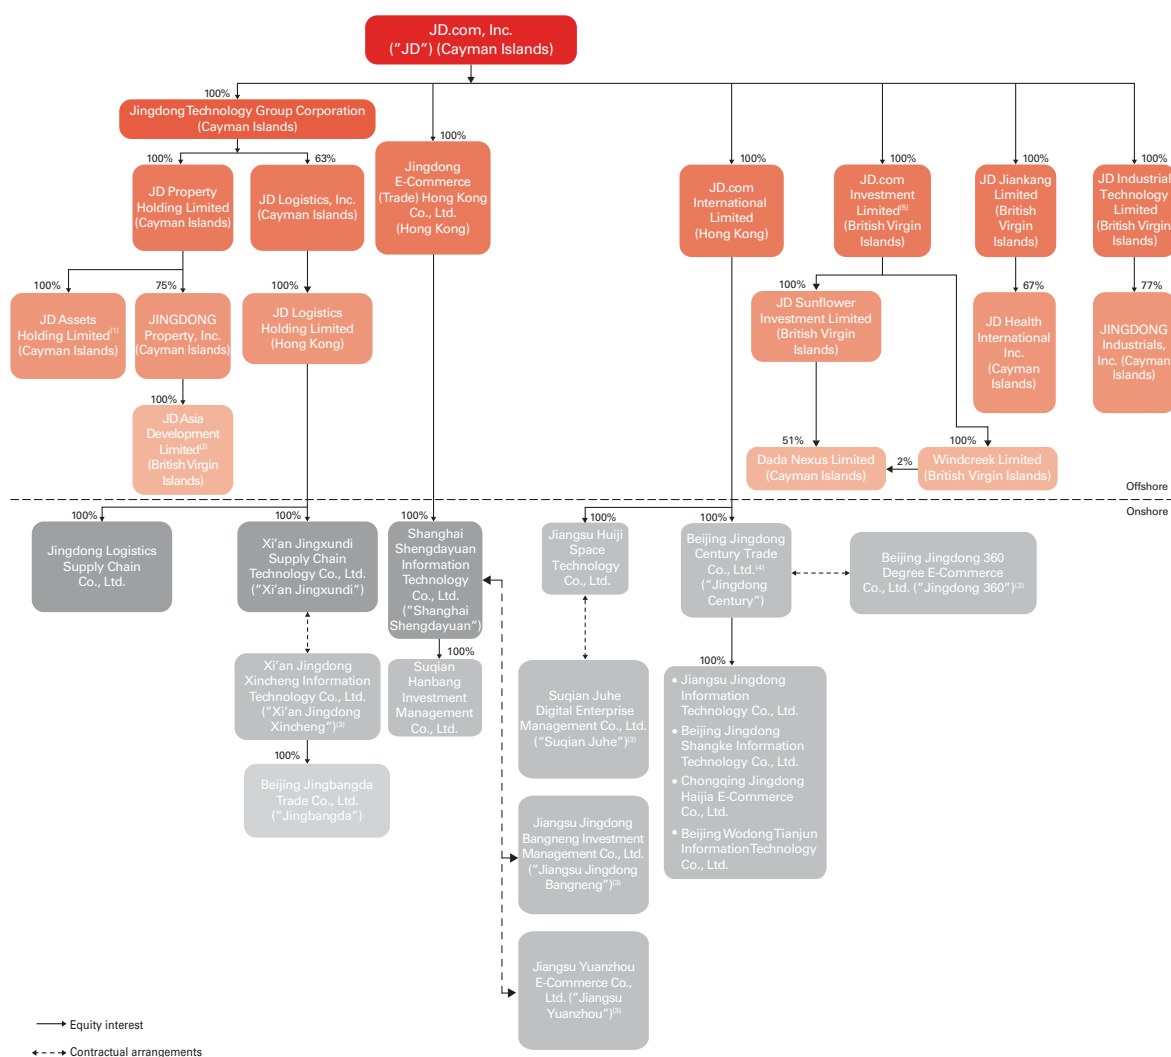 JD.com, Inc.
("JD") (Cayman Islands)
100%
Jingdong Technology Group Corporation
(Cayman Islands)
100%
Jingdong
E-Commerce
(Trade) Hong Kong
Co., Ltd.
(Hong Kong)
100%
JD.com
International
Limited
(Hong Kong)
100%
JD.com
Investment
Limited(5)
(British Virgin
Islands)
100%
JD Jiankang
Limited
(British
Virgin
Islands)
100%
JD Industrial
Technology
Limited
(British Virgin
Islands)
100%
JD Property
Holding Limited
(Cayman Islands)
63%
JD Logistics, Inc.
(Cayman Islands)
100%
JD Assets
Holding Limited(1)
(Cayman Islands)
75%
JINGDONG
Property, Inc.
(Cayman Islands)
100%
JD Logistics
Holding Limited
(Hong Kong)
100%
JD Sunflower
Investment Limited
(British Virgin
Islands)
67%
JD Health
International
Inc.
(Cayman
Islands)
77%
JINGDONG
Industrials,
Inc. (Cayman
Islands)
100%
JD Asia
Development
Limited(2)
(British Virgin
Islands)
51%
Dada Nexus Limited
(Cayman Islands)
2%
100%
Windcreek Limited
(British Virgin Islands)
Offshore
Onshore
100%
Jingdong Logistics
Supply Chain
Co., Ltd.
100%
Xi'an Jingxundi
Supply Chain
Technology Co., Ltd.
("Xi'an Jingxundi")
100%
Shanghai
Shengdayuan
Information
Technology
Co., Ltd.
("Shanghai
Shengdayuan")
100%
Jiangsu Huiji
Space
Technology
Co., Ltd.
100%
Beijing Jingdong
Century Trade
Co., Ltd.(4)
("Jingdong
Century")
Beijing Jingdong 360
Degree E-Commerce
Co., Ltd. ("Jingdong 360")(3)
Xi'an Jingdong
Xincheng Information
Technology Co., Ltd.
("Xi'an Jingdong
Xincheng")(3)
100%
Suqian
Hanbang
Investment
Management
Co., Ltd.
Suqian Juhe
Digital Enterprise
Management Co., Ltd.
("Suqian Juhe")(3)
100%
• Jiangsu Jingdong
Information
Technology Co., Ltd.
• Beijing Jingdong
Shangke Information
Technology Co., Ltd.
• Chongqing Jingdong
Haijia E-Commerce
Co., Ltd.
• Beijing Wodong Tianjun
Information Technology
Co., Ltd.
100%
Beijing Jingbangda
Trade Co., Ltd.
("Jingbangda")
Jiangsu Jingdong
Bangneng Investment
Management Co., Ltd.
("Jiangsu Jingdong
Bangneng")(3)
Jiangsu Yuanzhou
E-Commerce Co.,
Ltd. ("Jiangsu
Yuanzhou")(3)
Equity interest
Contractual arrangements